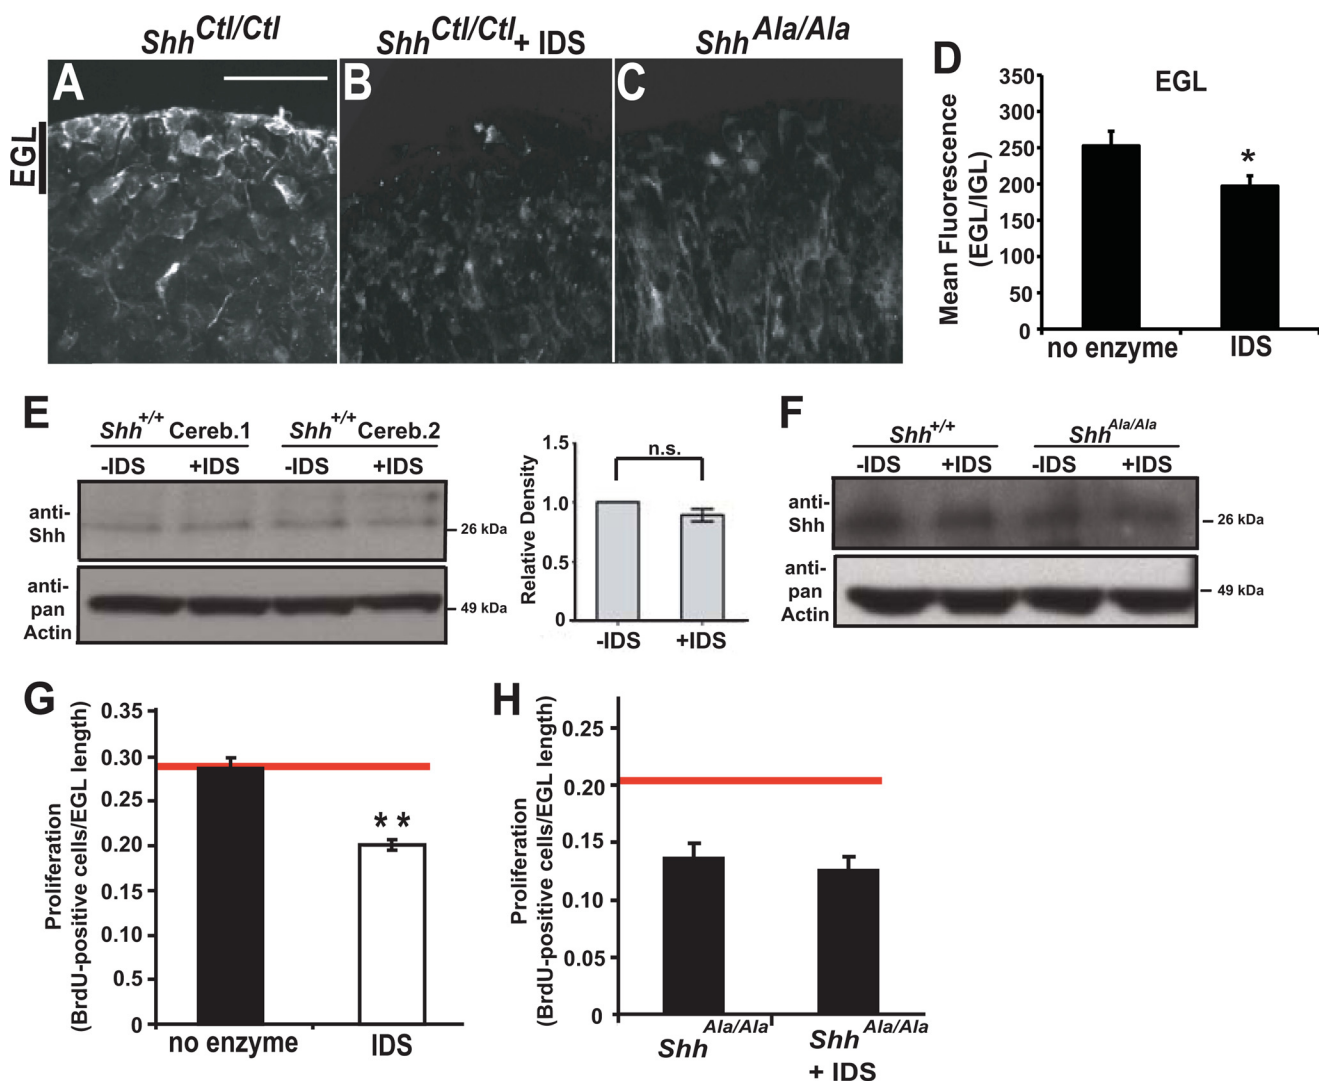 Shh Ctl/Ctl
Shh Ctl/Ctl + IDS
Shh Ala/Ala
A
B
C
EGL
D
EGL
Mean Fluorescence
(EGL/IGL)
350
300
250
200
150
100
50
0
*
no enzyme
IDS
E
Shh+/+ Cereb.1
Shh+/+ Cereb.2
-IDS
+IDS
-IDS
+IDS
anti-
Shh
26 kDa
anti-
pan
Actin
49 kDa
Relative Density
1.5
1.0
0.5
0
n.s.
-IDS
+IDS
F
Shh+/+
Shh Ala/Ala
-IDS
+IDS
-IDS
+IDS
anti-
Shh
26 kDa
anti-
pan
Actin
49 kDa
G
Proliferation
(BrdU-positive cells/EGL length)
0.35
0.30
0.25
0.20
0.15
0.10
0.5
0
* *
no enzyme
IDS
H
Proliferation
(BrdU-positive cells/EGL length)
0.25
0.20
0.15
0.10
0.05
0
Shh Ala/Ala
Shh Ala/Ala
+ IDS